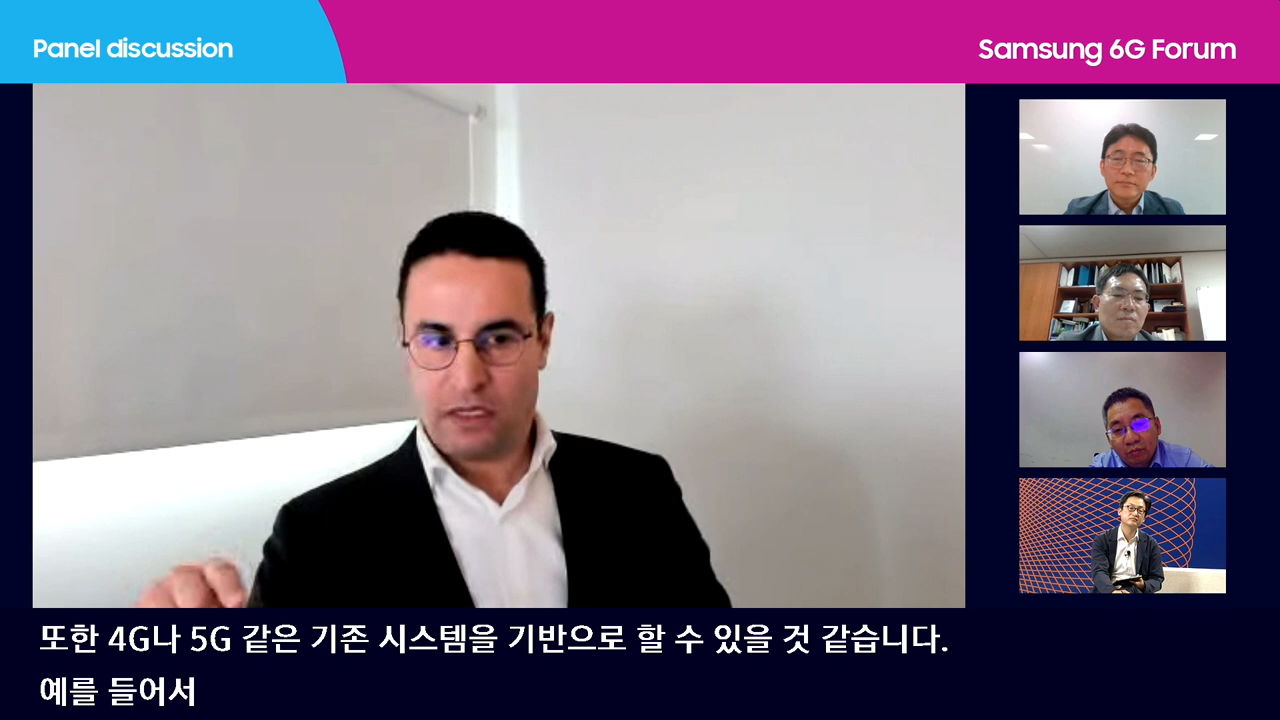 Panel discussion
Samsung 6G Forum
또한 4G나 5G 같은 기존 시스템을 기반으로 할 수 있을 것 같습니다.
예를 들어서